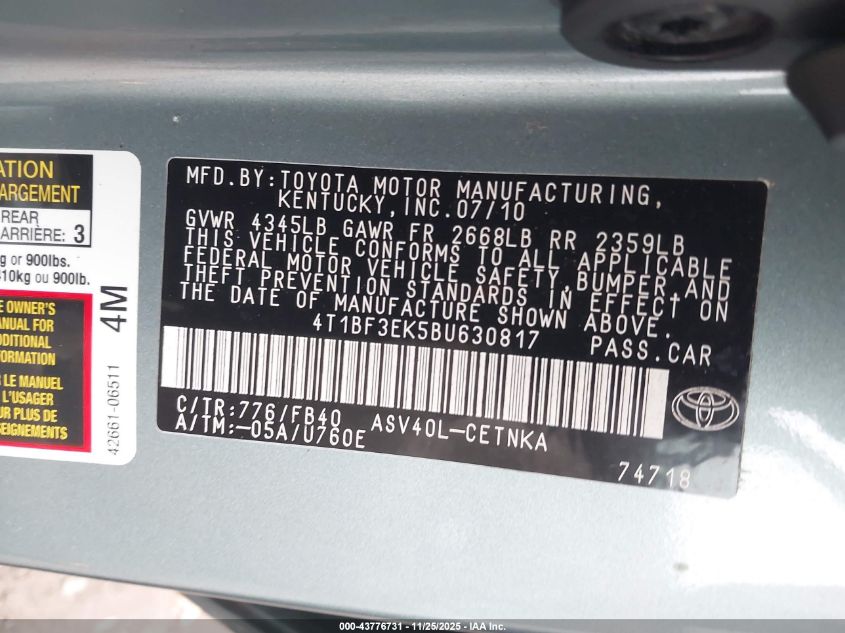 ATION
ARGEMENT
REAR
ARRIÈRE: 3
g or 900lbs.
810kg ou 900lb.
E OWNER'S
MANUAL FOR
DDITIONAL
FORMATION
LE MANUEL
L'USAGER
UR PLUS DE
SEIGNEMENTS
4M
42661-06511
MFD.BY:TOYOTA MOTOR MANUFACTURING,
KENTUCKY, INC. 07/10
GVWR 4345LB GAWR FR 2668LB RR 2359LB
THIS VEHICLE CONFORMS TO ALL APPLICABLE
FEDERAL MOTOR VEHICLE SAFETY, BUMPER AND
THEFT PREVENTION STANDARDS IN EFFECT ON
THE DATE OF MANUFACTURE SHOWN ABOVE.
4T1BF3EK5BU630817
PASS.CAR
C/TR:776/FB40 ASV40L-CETNKA
A/TM:-05A/U760E
74718
TOYOTA
000-43776731 - 11/25/2025 - IAA Inc.